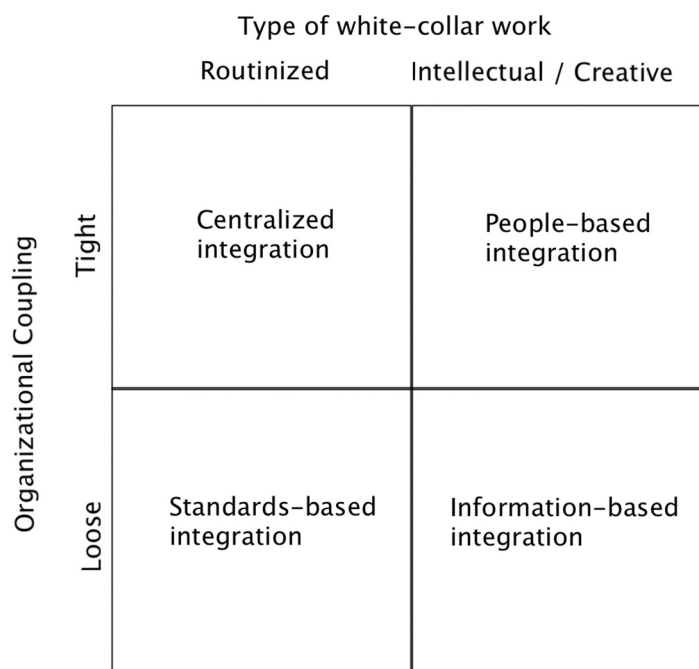 Type of white-collar work
Routinized
Intellectual / Creative
Organizational Coupling
Tight
Centralized
integration
People-based
integration
Loose
Standards-based
integration
Information-based
integration